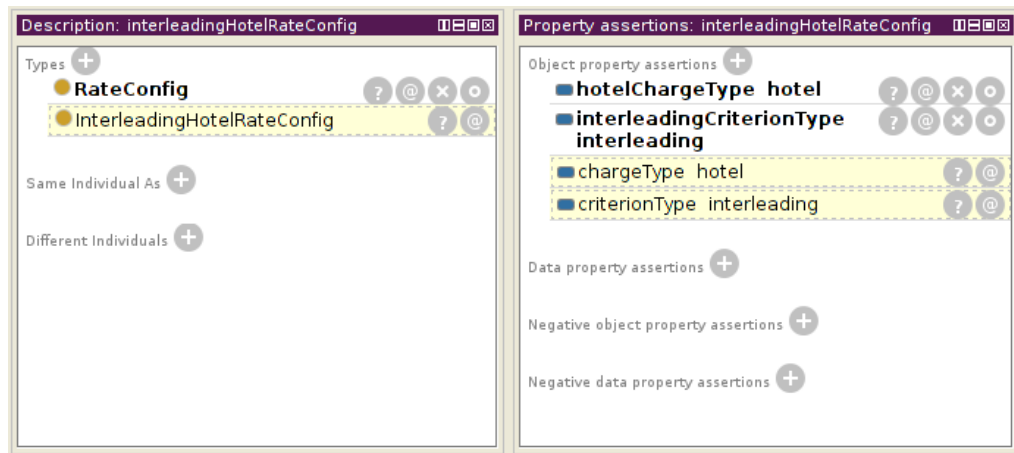 Description: interleadingHotelRateConfig
Types
RateConfig
InterleadingHotelRateConfig
Same Individual As
Different Individuals
Property assertions: interleadingHotelRateConfig
Object property assertions
hotelChargeType hotel
interleadingCriterionType
interleading
chargeType hotel
criterionType interleading
Data property assertions
Negative object property assertions
Negative data property assertions